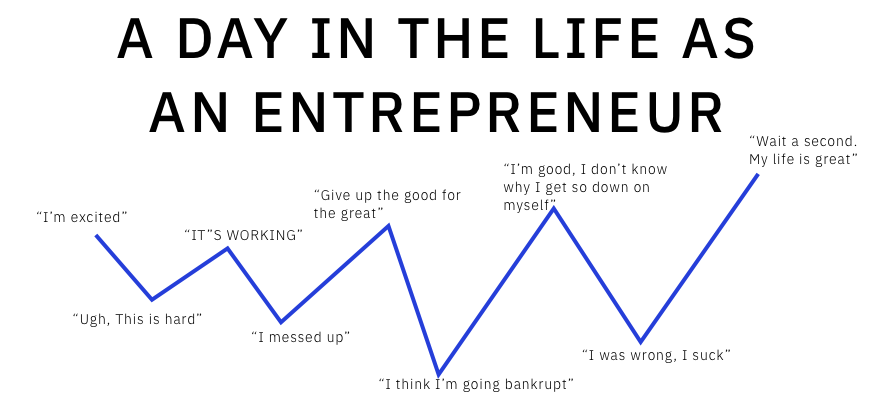 A DAY IN THE LIFE AS
AN ENTREPRENEUR
“I’m excited”
“Ugh, This is hard”
“IT”S WORKING”
“I messed up”
“Give up the good for
the great”
“I think I’m going bankrupt”
“I’m good, I don’t know
why I get so down on
myself”
“I was wrong, I suck”
“Wait a second.
My life is great”